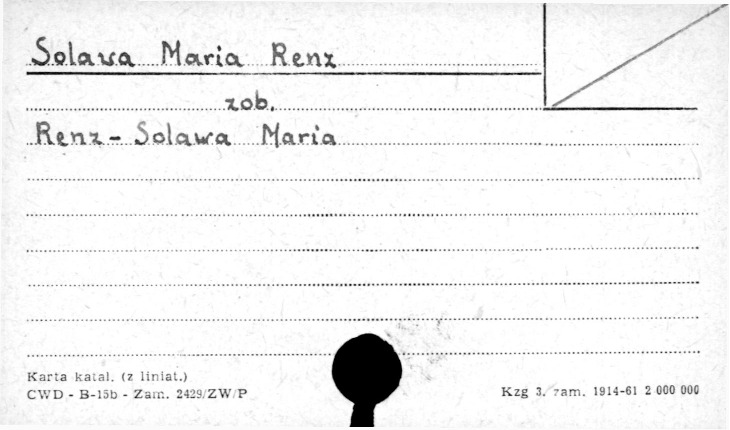 Solawa Maria Renz
zob.
Renz - Solawa Maria
Karta katal. (z liniat.)
CWD - B-15b - Zam. 2429/ZW/P
Kzg 3. zam. 1914-61 2 000 000